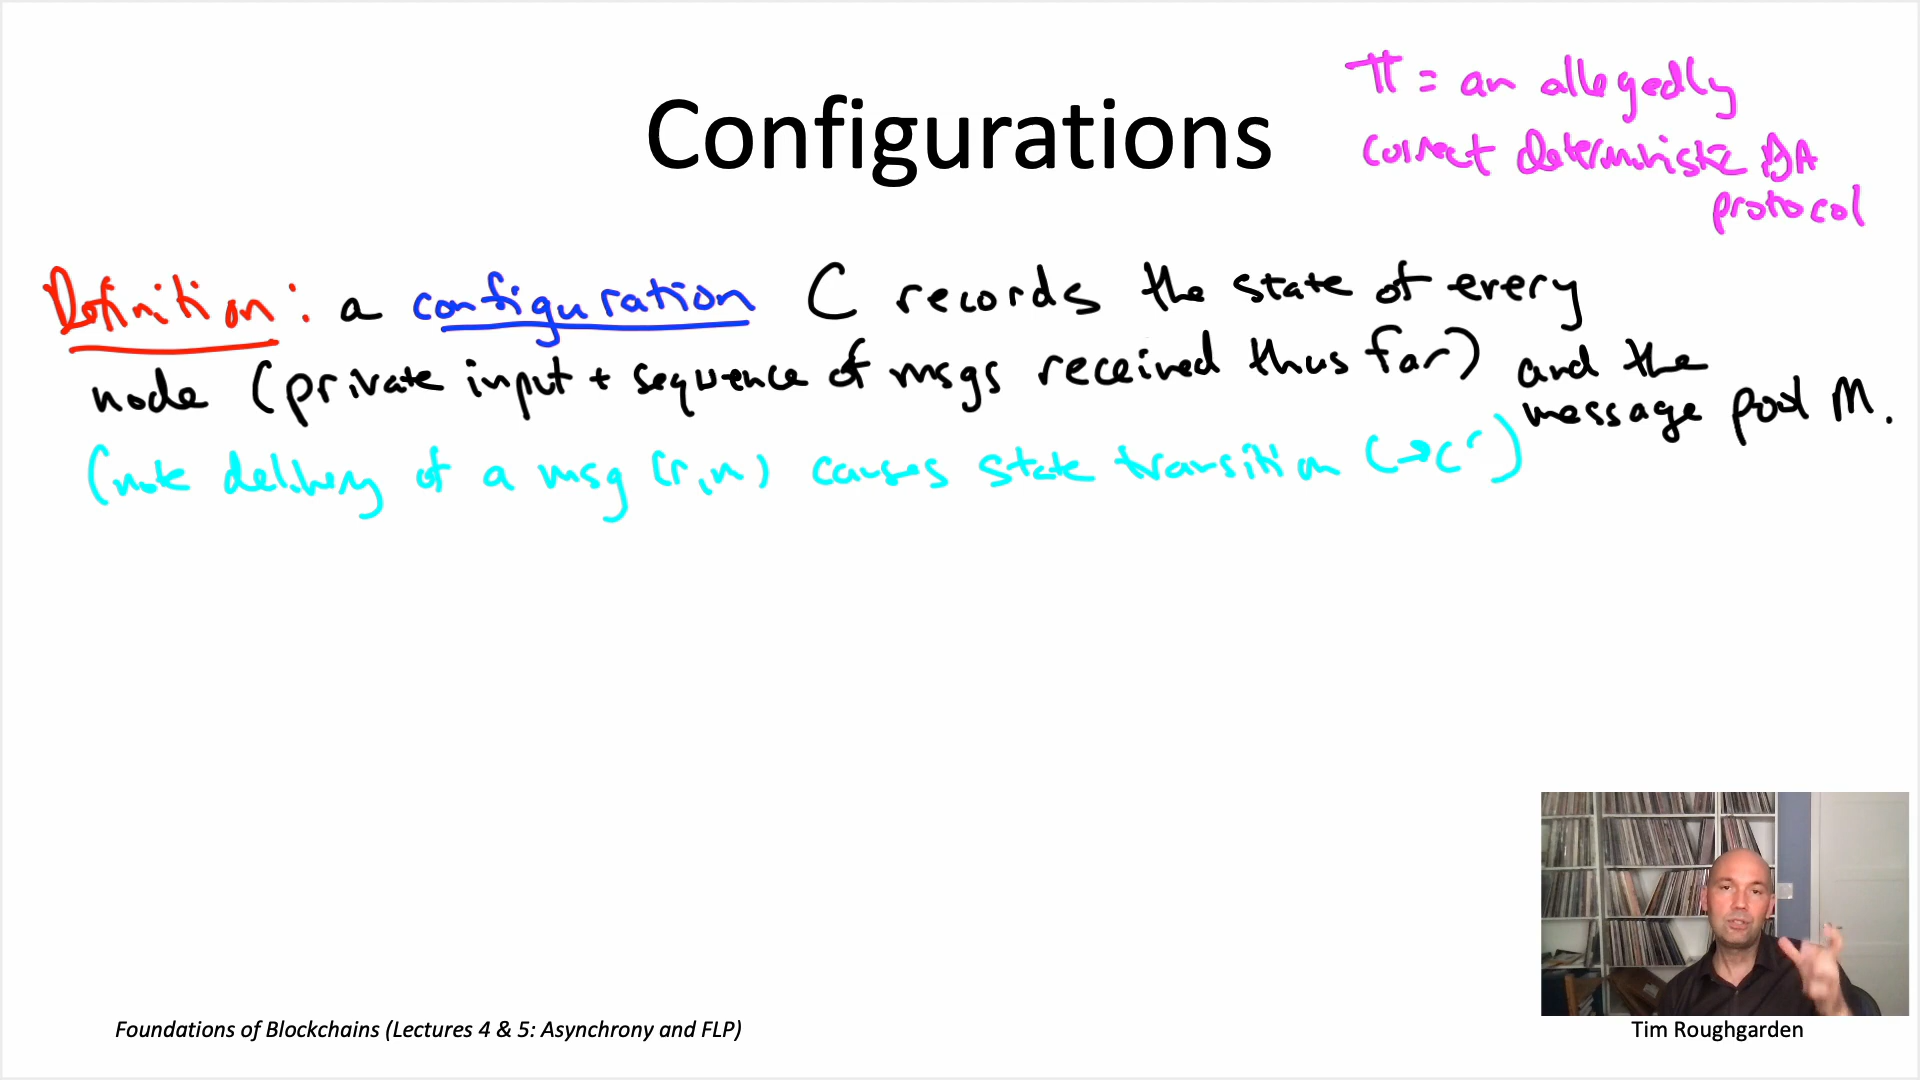 π = an allegedly
correct deterministic BA
protocol
Configurations
Definition: a configuration C records the state of every
node (private input + sequence of msgs received thus far) and the
message pool M.
(note delivery of a msg (r,m) causes state transition C→C')
Foundations of Blockchains (Lectures 4 & 5: Asynchrony and FLP)
Tim Roughgarden